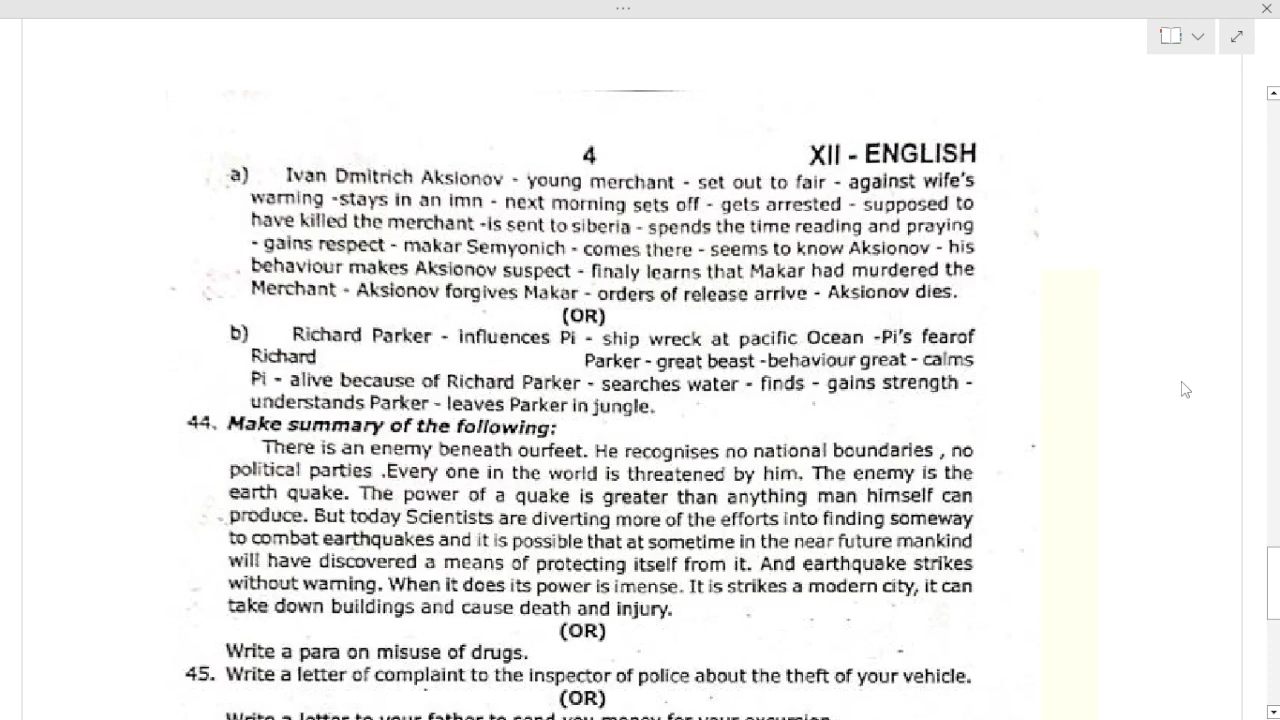 4
XII - ENGLISH
a) Ivan Dmitrich Aksionov - young merchant - set out to fair - against wife's
warning -stays in an imn - next morning sets off - gets arrested - supposed to
have killed the merchant -is sent to siberia - spends the time reading and praying
- gains respect - makar Semyonich - comes there - seems to know Aksionov - his
behaviour makes Aksionov suspect - finaly learns that Makar had murdered the
Merchant - Aksionov forgives Makar - orders of release arrive - Aksionov dies.
(OR)
b) Richard Parker - influences Pi - ship wreck at pacific Ocean -Pi's fearof
Richard Parker - great beast -behaviour great - calms
Pi - alive because of Richard Parker - searches water - finds - gains strength -
understands Parker - leaves Parker in jungle.
44. Make summary of the following:
There is an enemy beneath ourfeet. He recognises no national boundaries , no
political parties .Every one in the world is threatened by him. The enemy is the
earth quake. The power of a quake is greater than anything man himself can
produce. But today Scientists are diverting more of the efforts into finding someway
to combat earthquakes and it is possible that at sometime in the near future mankind
will have discovered a means of protecting itself from it. And earthquake strikes
without warning. When it does its power is imense. It is strikes a modern city, it can
take down buildings and cause death and injury.
(OR)
Write a para on misuse of drugs.
45. Write a letter of complaint to the inspector of police about the theft of your vehicle.
(OR)
Write a letter to your father to send you money for your excursion